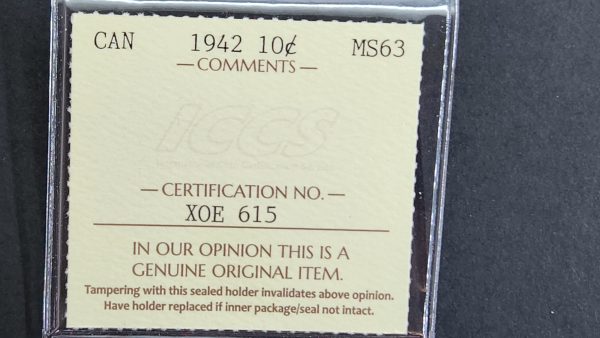 CAN 1942 10¢ MS63
—COMMENTS—
ICCS
—CERTIFICATION NO.—
XOE 615
IN OUR OPINION THIS IS A
GENUINE ORIGINAL ITEM.
Tampering with this sealed holder invalidates above opinion.
Have holder replaced if inner package/seal not intact.